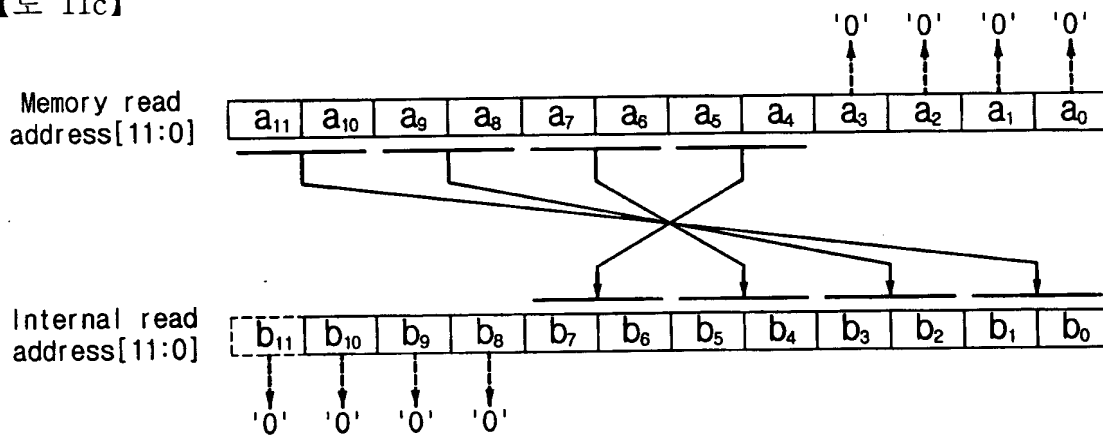 【도 11c】
'0' '0' '0' '0'
Memory read
address[11:0]
a11 a10 a9 a8 a7 a6 a5 a4 a3 a2 a1 a0
Internal read
address[11:0]
b11 b10 b9 b8 b7 b6 b5 b4 b3 b2 b1 b0
'0' '0' '0' '0'